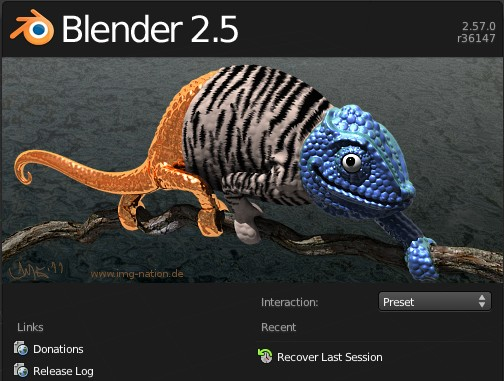 Blender 2.5
2.57.0
r36147
www.img-nation.de
Interaction:
Preset
Links
Recent
Donations
Recover Last Session
Release Log